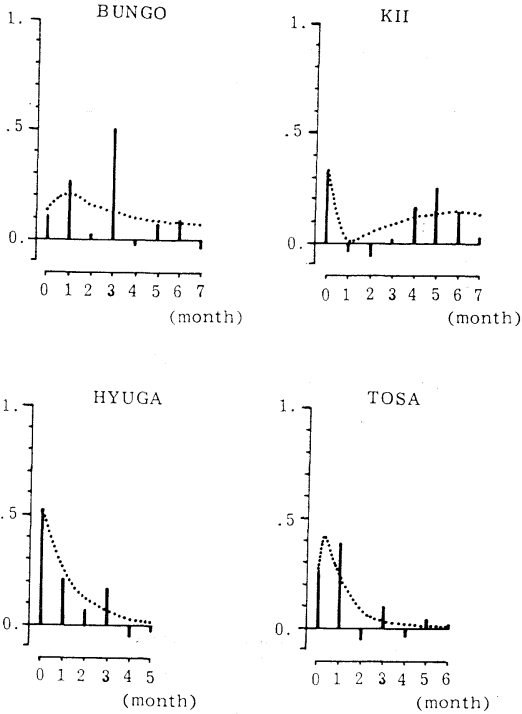 BUNGO
1.
.5
0.
0 1 2 3 4 5 6 7
(month)
KII
1.
.5
0.
0 1 2 3 4 5 6 7
(month)
HYUGA
1.
.5
0.
0 1 2 3 4 5
(month)
TOSA
1.
.5
0.
0 1 2 3 4 5 6
(month)